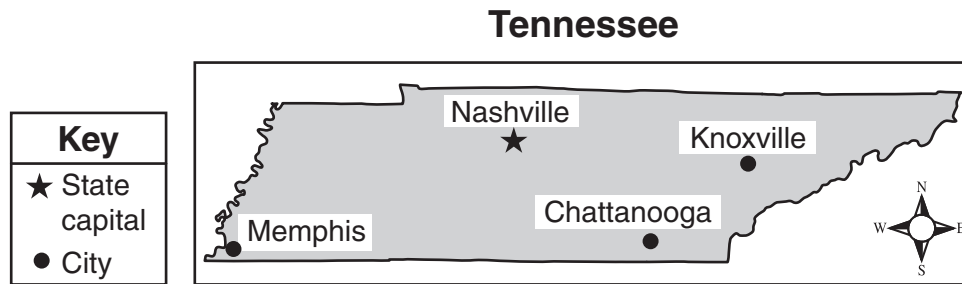 Tennessee
Key
State
capital
City
Nashville
Knoxville
Chattanooga
Memphis
N
W
E
S